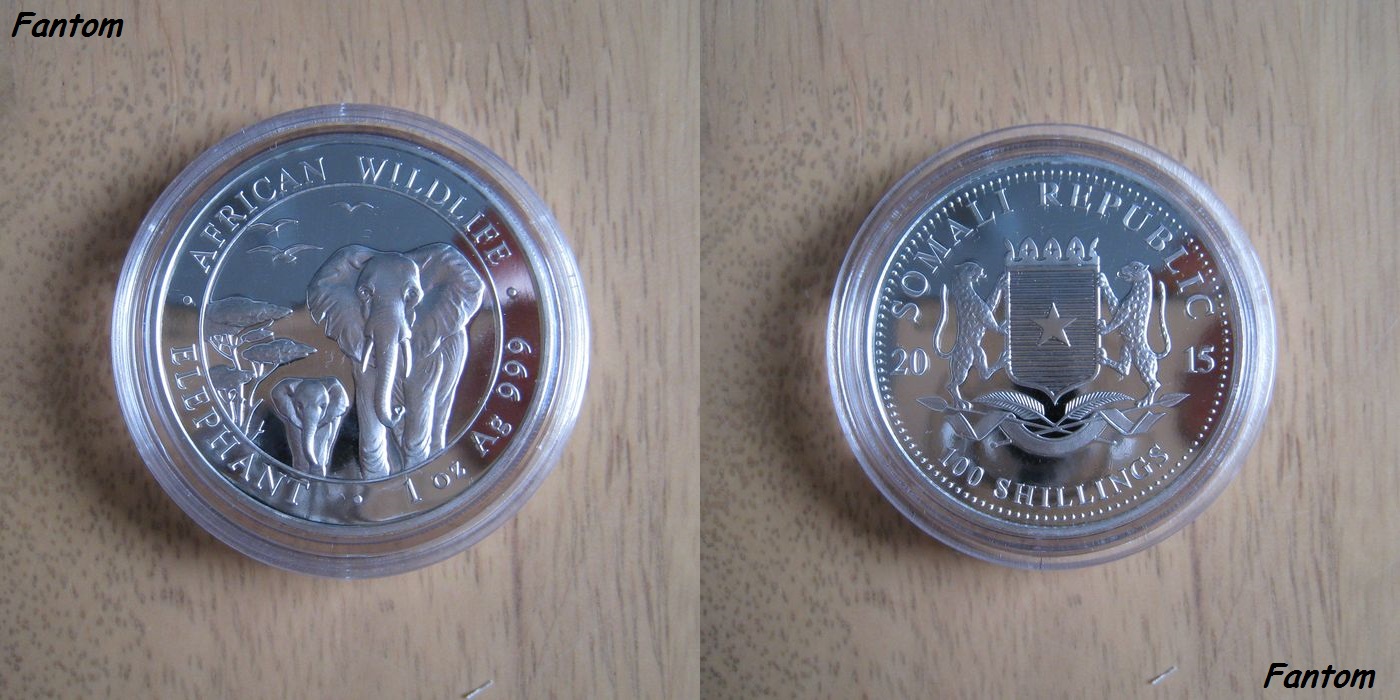 Fantom
AFRICAN WILDLIFE
ELEPHANT
1 oz Ag 999
SOMALI REPUBLIC
20 15
100 SHILLINGS
Fantom